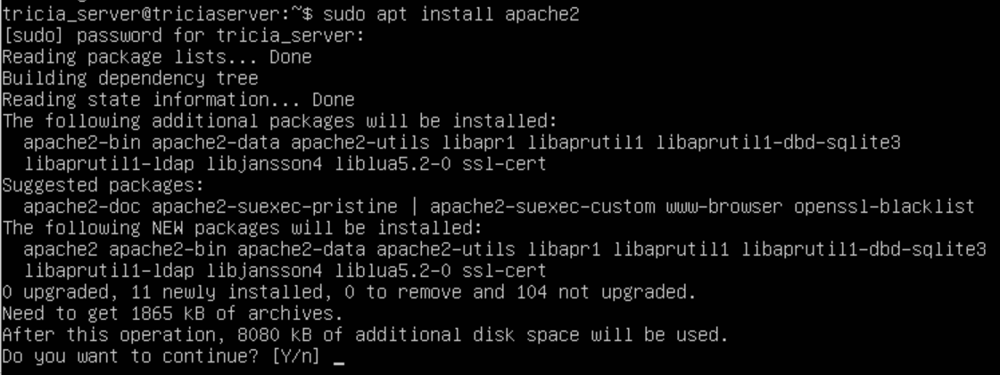 tricia_server@triciaserver:~$ sudo apt install apache2
[sudo] password for tricia_server:
Reading package lists... Done
Building dependency tree
Reading state information... Done
The following additional packages will be installed:
  apache2-bin apache2-data apache2-utils libapr1 libaprutil1 libaprutil1-dbd-sqlite3
  libaprutil1-ldap libjansson4 liblua5.2-0 ssl-cert
Suggested packages:
  apache2-doc apache2-suexec-pristine | apache2-suexec-custom www-browser openssl-blacklist
The following NEW packages will be installed:
  apache2 apache2-bin apache2-data apache2-utils libapr1 libaprutil1 libaprutil1-dbd-sqlite3
  libaprutil1-ldap libjansson4 liblua5.2-0 ssl-cert
0 upgraded, 11 newly installed, 0 to remove and 104 not upgraded.
Need to get 1865 kB of archives.
After this operation, 8080 kB of additional disk space will be used.
Do you want to continue? [Y/n] _